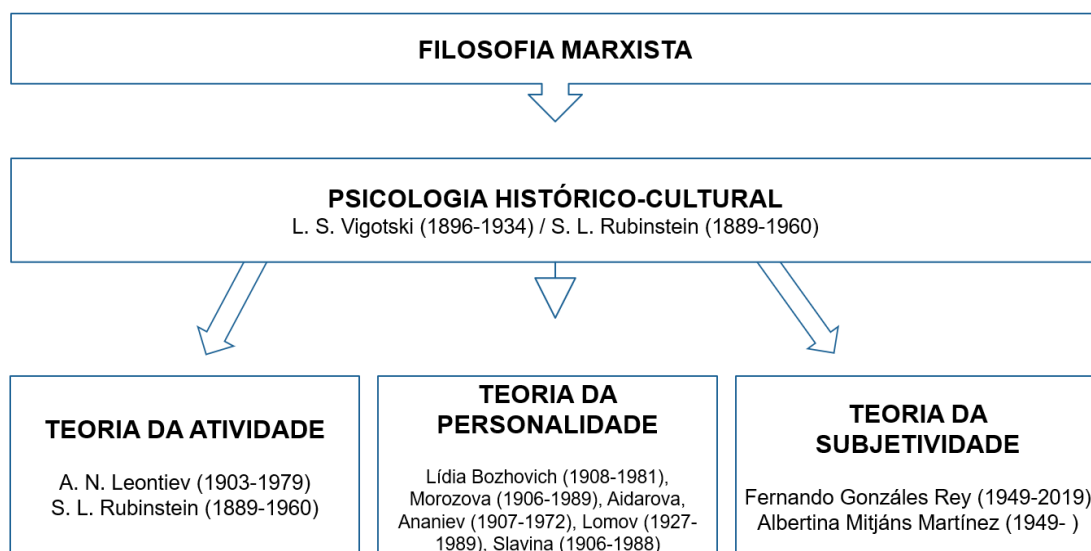 FILOSOFIA MARXISTA
PSICOLOGIA HISTÓRICO-CULTURAL
L. S. Vigotski (1896-1934) / S. L. Rubinstein (1889-1960)
TEORIA DA ATIVIDADE
A. N. Leontiev (1903-1979)
S. L. Rubinstein (1889-1960)
TEORIA DA
PERSONALIDADE
Lídia Bozhovich (1908-1981),
Morozova (1906-1989), Aidarova,
Ananiev (1907-1972), Lomov (1927-
1989), Slavina (1906-1988)
TEORIA DA
SUBJETIVIDADE
Fernando Gonzáles Rey (1949-2019)
Albertina Mitjáns Martínez (1949- )